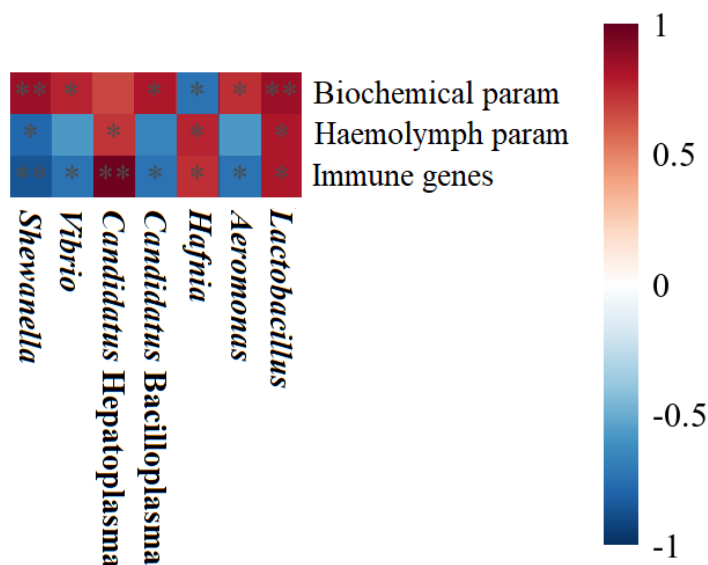 1
** * * * * **
Biochemical param
* * * *
Haemolymph param
** * ** * * * *
Immune genes
0.5
0
-0.5
-1
Shewanella
Vibrio
Candidatus Hepatoplasma
Candidatus Bacilloplasma
Hafnia
Aeromonas
Lactobacillus